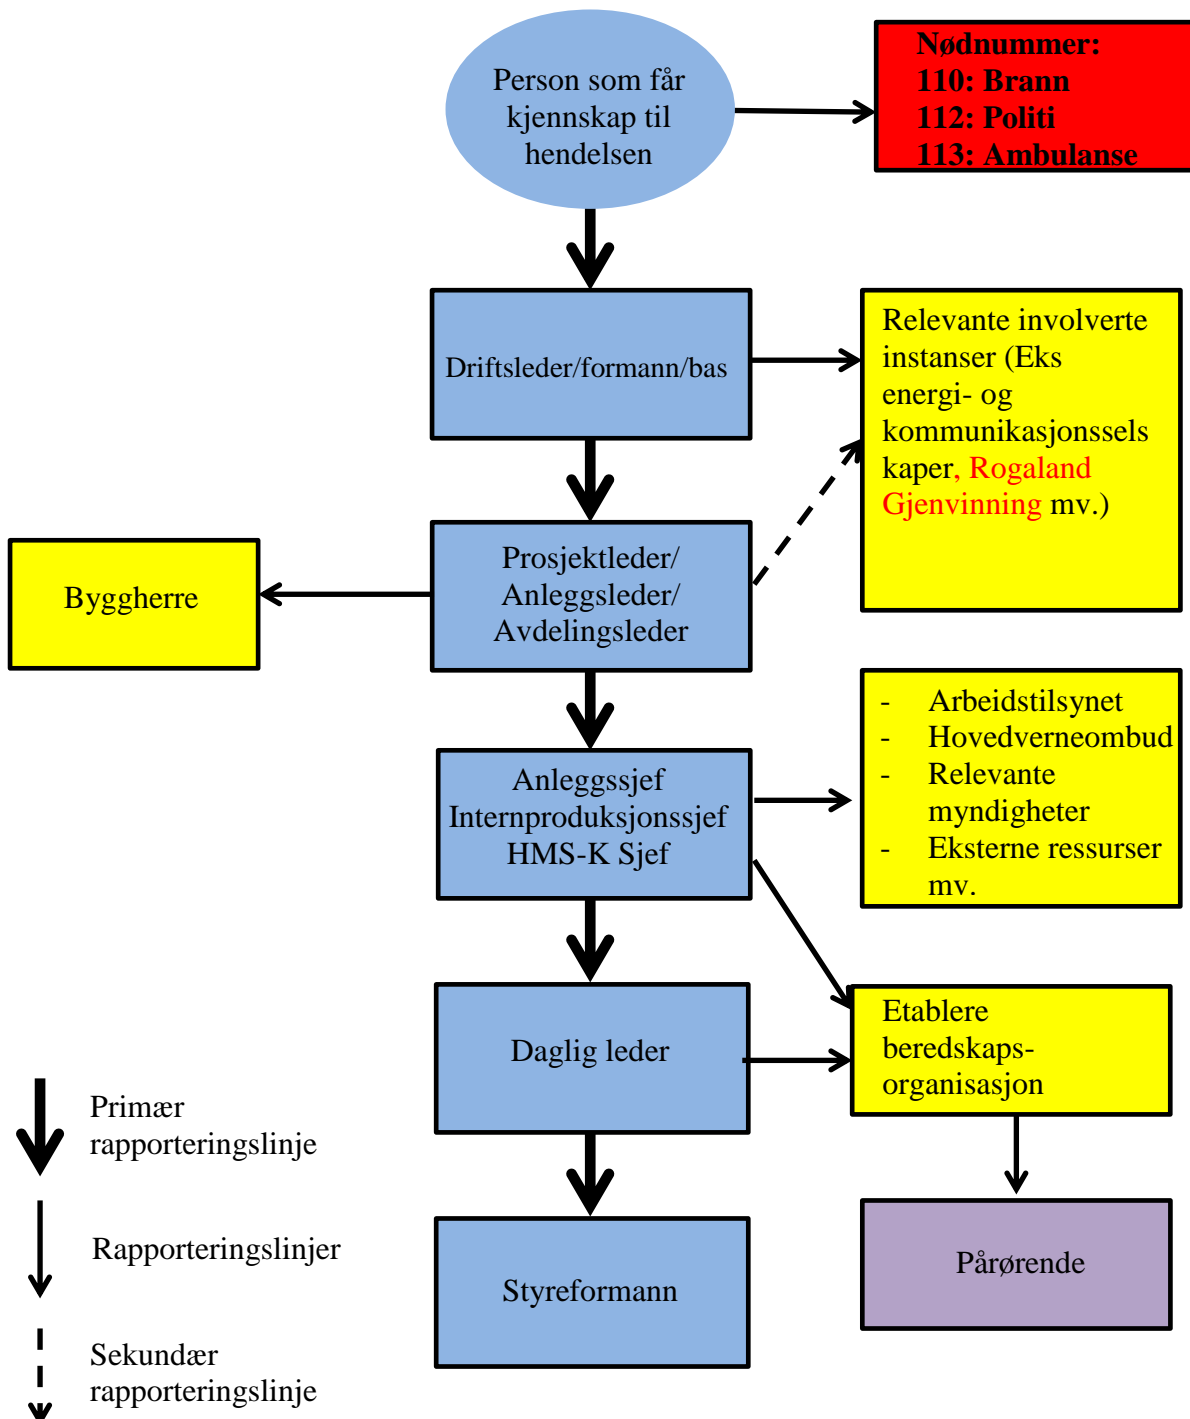 Person som får
kjennskap til
hendelsen
Nødnummer:
110: Brann
112: Politi
113: Ambulanse
Driftsleder/formann/bas
Relevante involverte
instanser (Eks
energi- og
kommunikasjonssels
kaper, Rogaland
Gjenvinning mv.)
Byggherre
Prosjektleder/
Anleggsleder/
Avdelingsleder
Anleggssjef
Internproduksjonssjef
HMS-K Sjef
- Arbeidstilsynet
- Hovedverneombud
- Relevante
myndigheter
- Eksterne ressurser
mv.
Daglig leder
Etablere
beredskaps-
organisasjon
Primær
rapporteringslinje
Rapporteringslinjer
Sekundær
rapporteringslinje
Styreformann
Pårørende